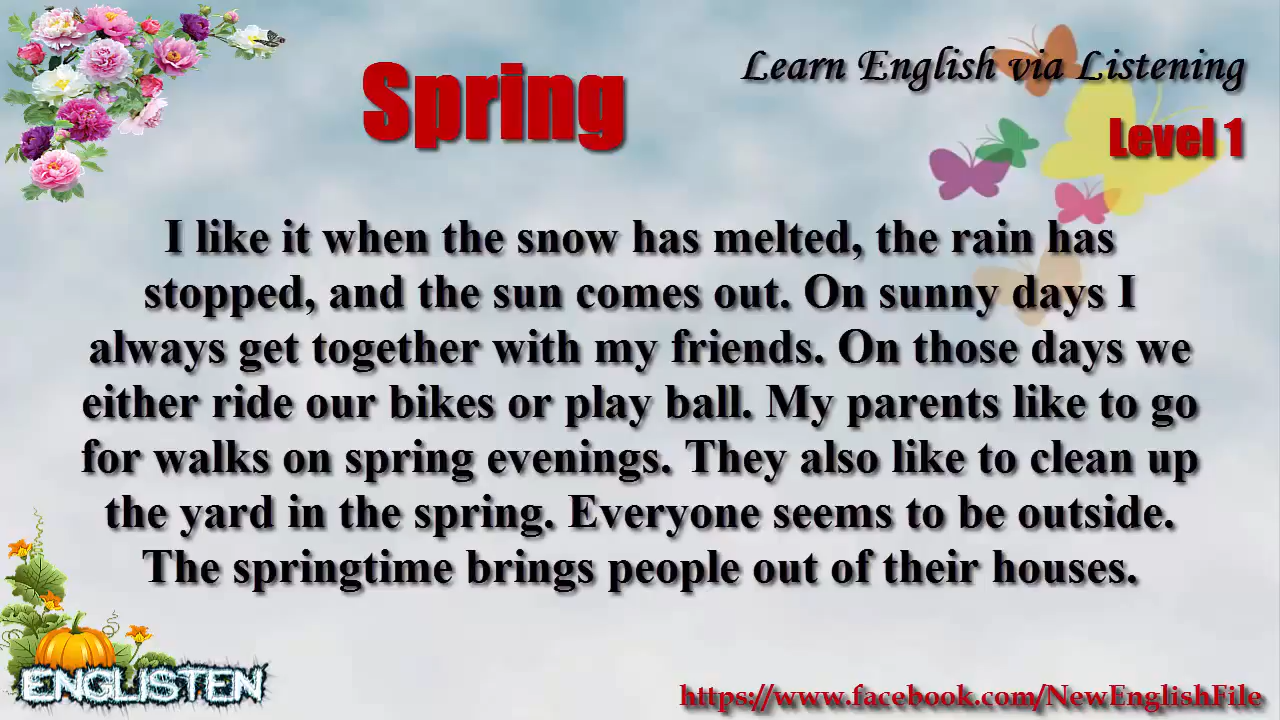 Spring
Learn English via Listening
Level 1
I like it when the snow has melted, the rain has
stopped, and the sun comes out. On sunny days I
always get together with my friends. On those days we
either ride our bikes or play ball. My parents like to go
for walks on spring evenings. They also like to clean up
the yard in the spring. Everyone seems to be outside.
The springtime brings people out of their houses.
ENGLISTEN
https://www.facebook.com/NewEnglishFile